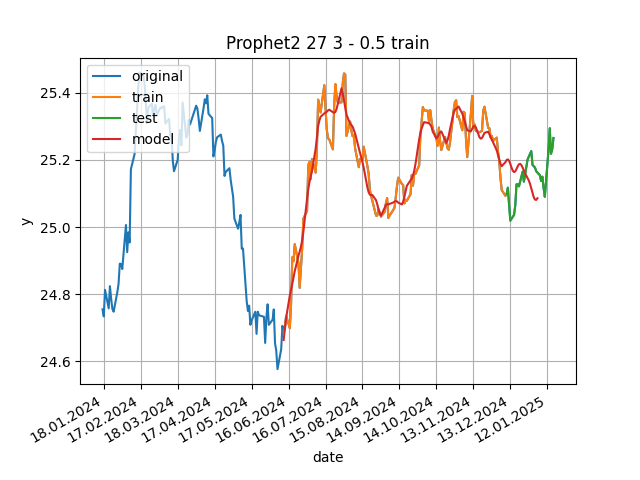 Prophet2 27 3 - 0.5 train
original
train
test
model
25.4
25.2
25.0
24.8
24.6
y
18.01.2024
17.02.2024
18.03.2024
17.04.2024
17.05.2024
16.06.2024
16.07.2024
15.08.2024
14.09.2024
14.10.2024
13.11.2024
13.12.2024
12.01.2025
date